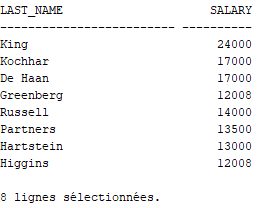 LAST_NAME                     SALARY
------------------------- ----------
King                           24000
Kochhar                        17000
De Haan                        17000
Greenberg                      12008
Russell                        14000
Partners                       13500
Hartstein                      13000
Higgins                        12008
8 lignes sélectionnées.